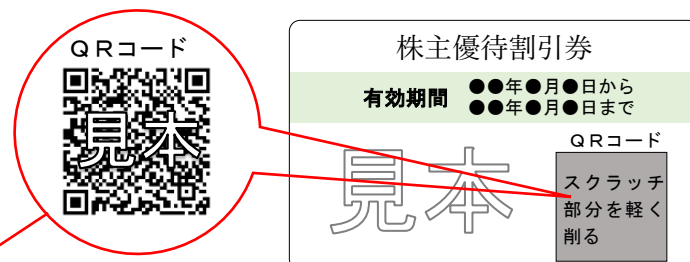 QRコード
見本
株主優待割引券
有効期間
●●年●月●日から
●●年●月●日まで
見本
QRコード
スクラッチ
部分を軽く
削る